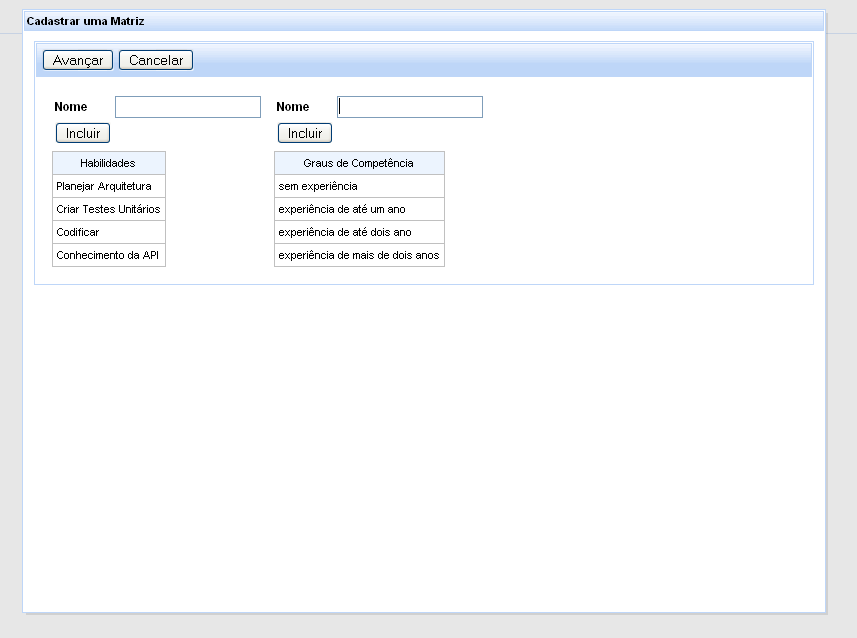 Cadastrar uma Matriz
Avançar Cancelar
Nome Nome
Incluir Incluir
Habilidades Graus de Competência
Planejar Arquitetura sem experiência
Criar Testes Unitários experiência de até um ano
Codificar experiência de até dois ano
Conhecimento da API experiência de mais de dois anos